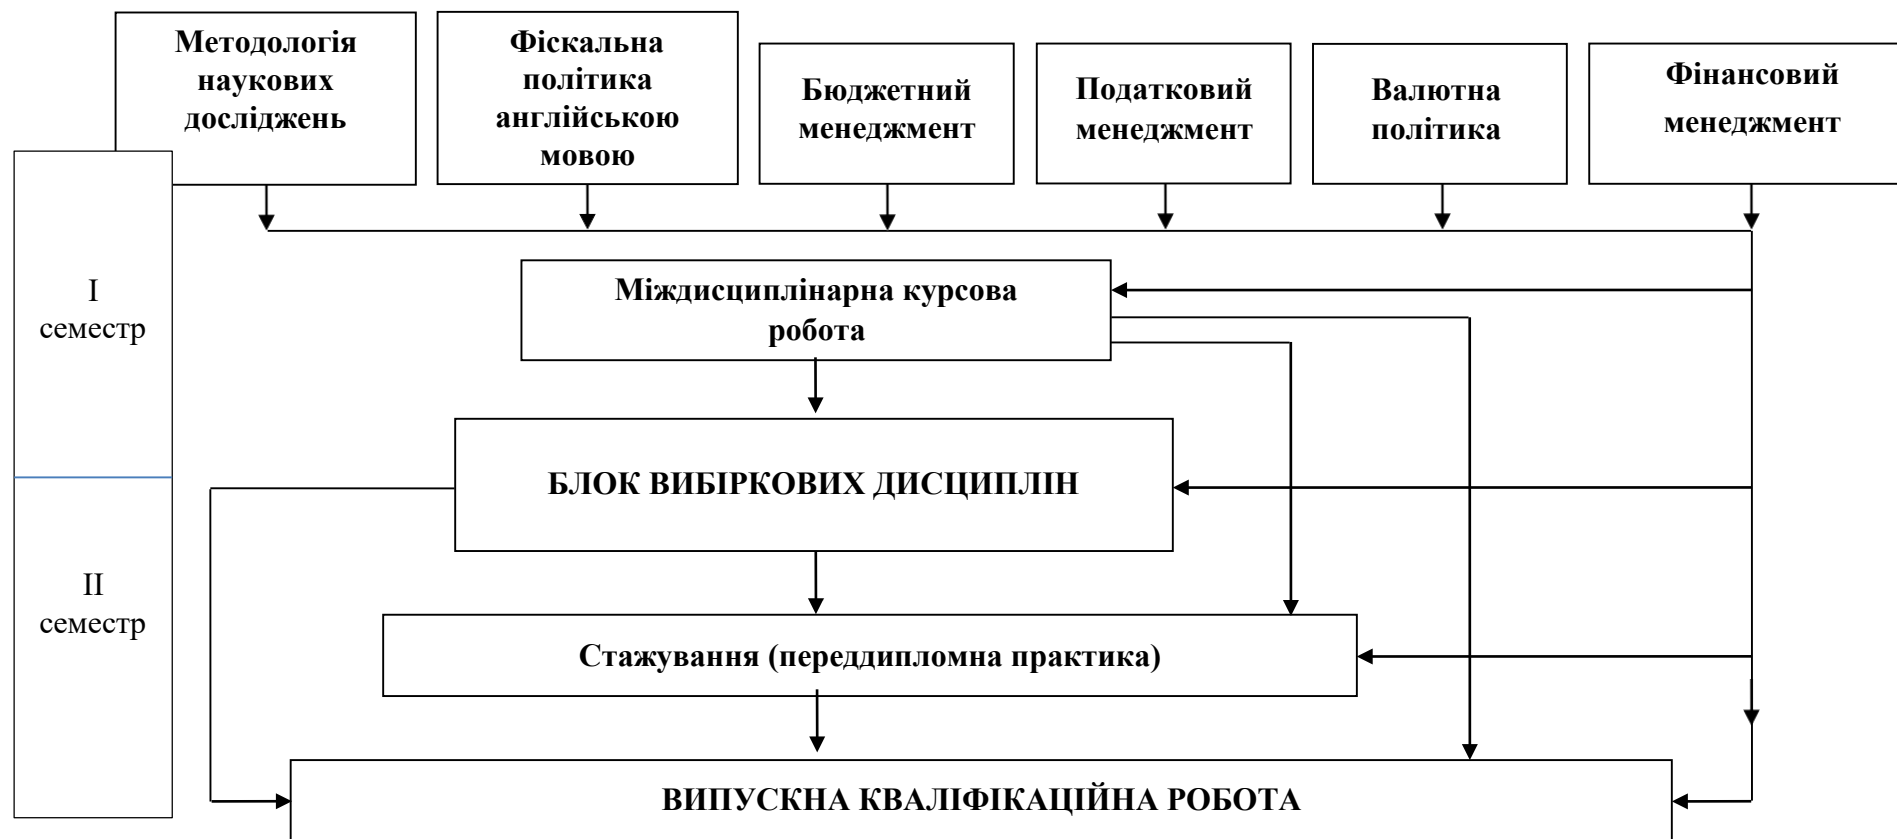 Методологія
наукових
досліджень
Фіскальна
політика
англійською
мовою
Бюджетний
менеджмент
Податковий
менеджмент
Валютна
політика
Фінансовий
менеджмент
І
семестр
Міждисциплінарна курсова
робота
БЛОК ВИБІРКОВИХ ДИСЦИПЛІН
ІІ
семестр
Стажування (переддипломна практика)
ВИПУСКНА КВАЛІФІКАЦІЙНА РОБОТА